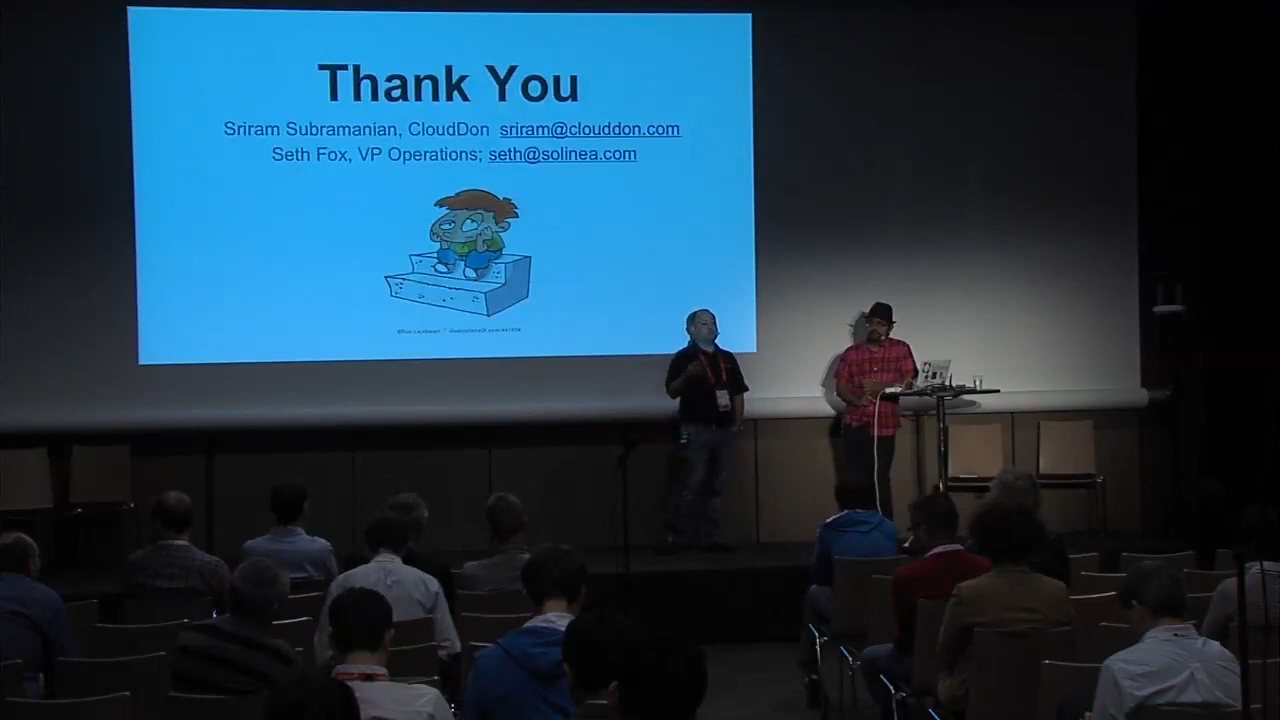 Thank You
Sriram Subramanian, CloudDon sriram@clouddon.com
Seth Fox, VP Operations; seth@solinea.com